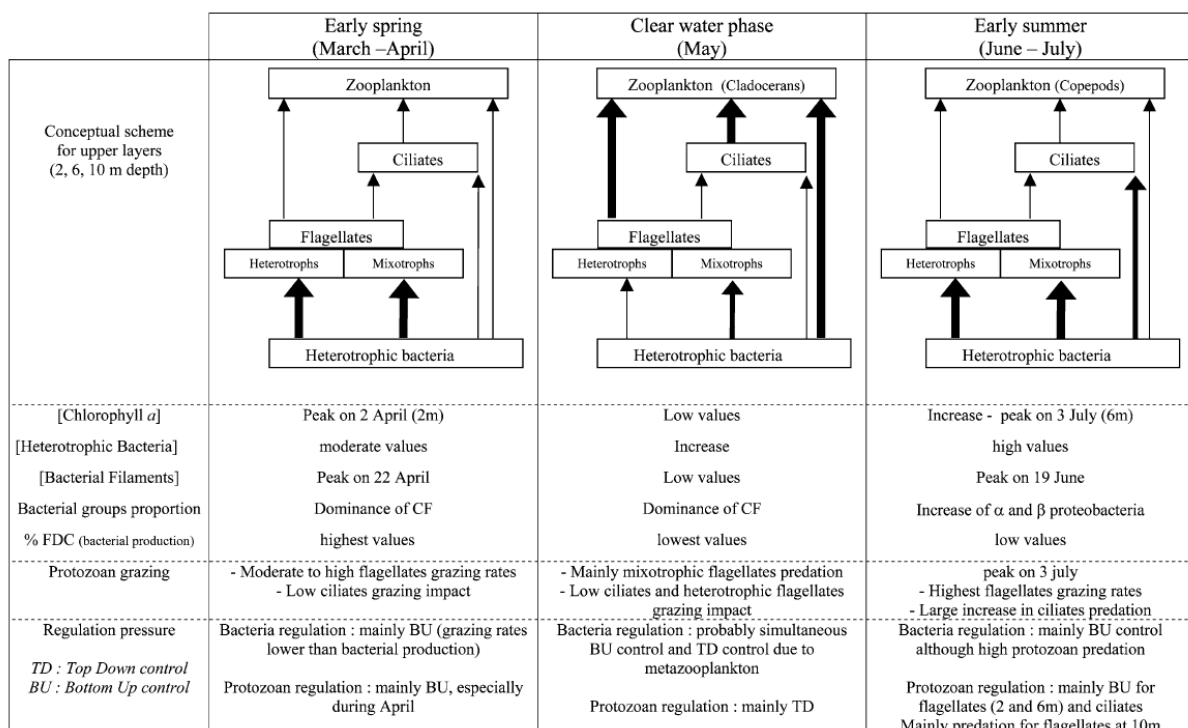 Early spring
(March –April)
Clear water phase
(May)
Early summer
(June – July)
Conceptual scheme
for upper layers
(2, 6, 10 m depth)
Zooplankton
Ciliates
Flagellates
Heterotrophs
Mixotrophs
Heterotrophic bacteria
Zooplankton (Cladocerans)
Ciliates
Flagellates
Heterotrophs
Mixotrophs
Heterotrophic bacteria
Zooplankton (Copepods)
Ciliates
Flagellates
Heterotrophs
Mixotrophs
Heterotrophic bacteria
[Chlorophyll a]
Peak on 2 April (2m)
Low values
Increase - peak on 3 July (6m)
[Heterotrophic Bacteria]
moderate values
Increase
high values
[Bacterial Filaments]
Peak on 22 April
Low values
Peak on 19 June
Bacterial groups proportion
Dominance of CF
Dominance of CF
Increase of α and β proteobacteria
% FDC (bacterial production)
highest values
lowest values
low values
Protozoan grazing
- Moderate to high flagellates grazing rates
- Low ciliates grazing impact
- Mainly mixotrophic flagellates predation
- Low ciliates and heterotrophic flagellates
grazing impact
peak on 3 july
- Highest flagellates grazing rates
- Large increase in ciliates predation
Regulation pressure
TD : Top Down control
BU : Bottom Up control
Bacteria regulation : mainly BU (grazing rates
lower than bacterial production)
Protozoan regulation : mainly BU, especially
during April
Bacteria regulation : probably simultaneous
BU control and TD control due to
metazooplankton
Protozoan regulation : mainly TD
Bacteria regulation : mainly BU control
although high protozoan predation
Protozoan regulation : mainly BU for
flagellates (2 and 6m) and ciliates
Mainly predation for flagellates at 10m